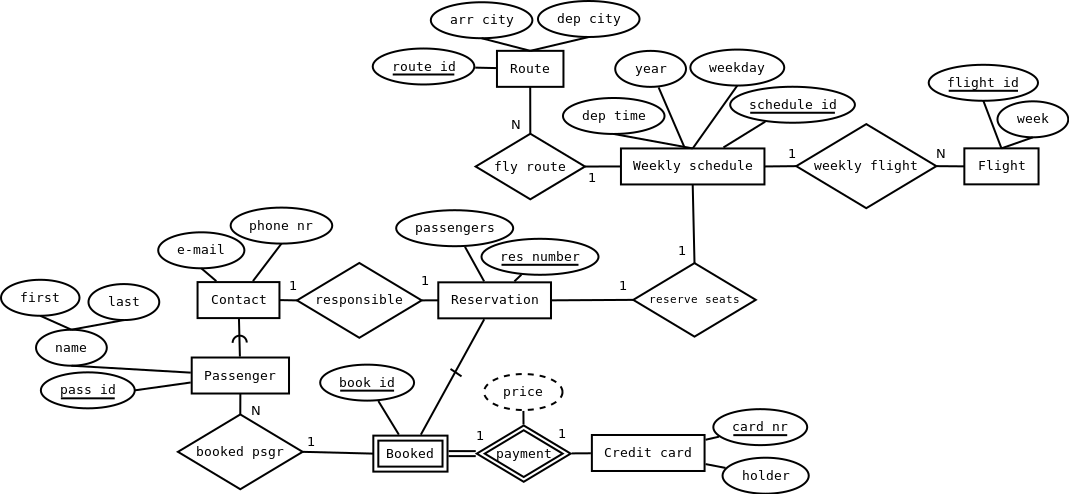 arr city
dep city
route id
Route
year
weekday
flight id
dep time
schedule id
week
N
fly route
1
Weekly schedule
1
weekly flight
N
Flight
phone nr
passengers
e-mail
res number
1
first
last
Contact
1
responsible
1
Reservation
1
reserve seats
name
Passenger
pass id
book id
price
N
booked psgr
1
Booked
1
payment
1
Credit card
card nr
holder